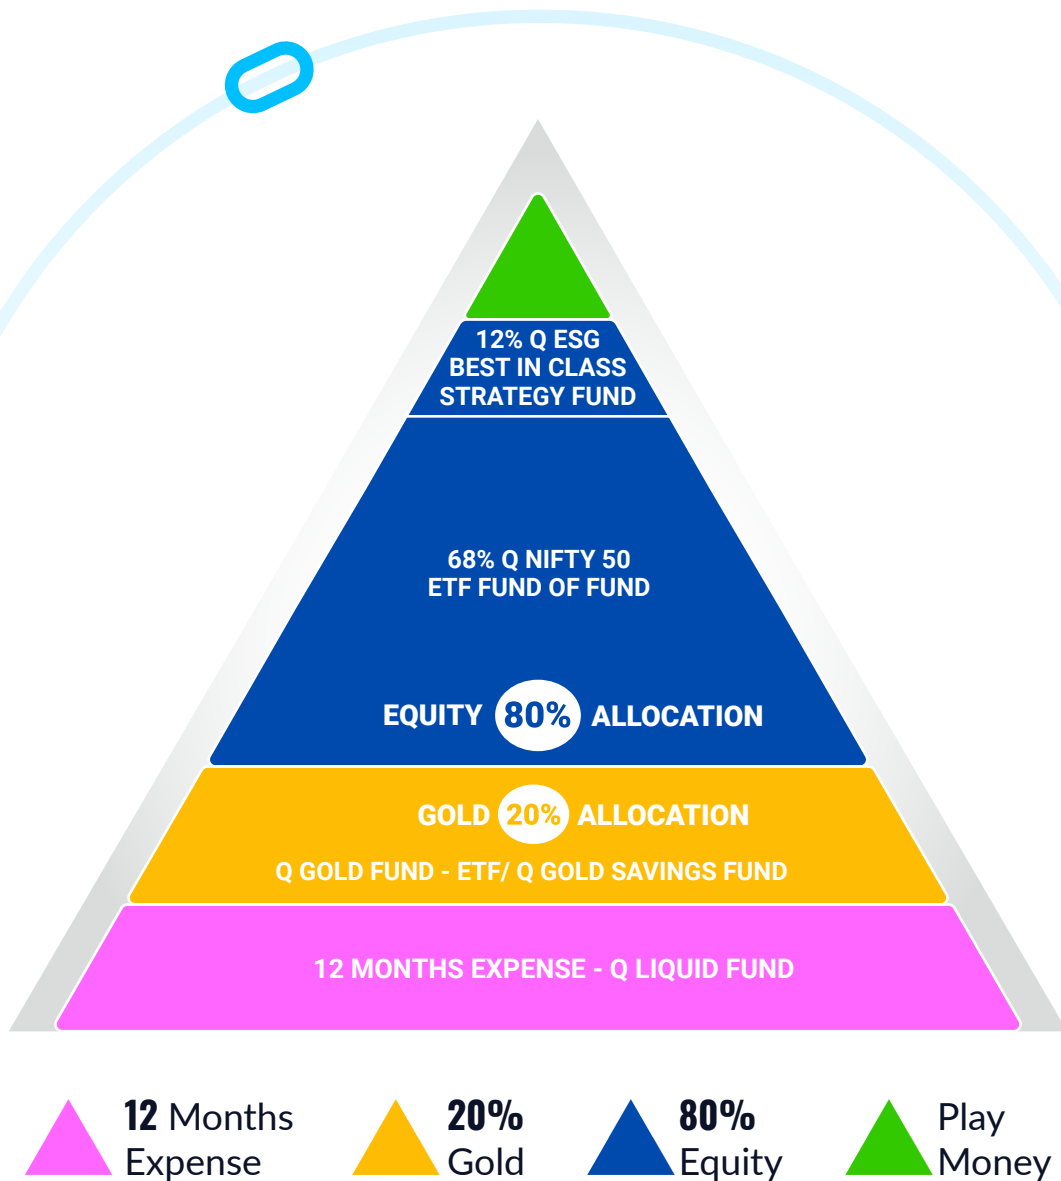 12% Q ESG
BEST IN CLASS
STRATEGY FUND
68% Q NIFTY 50
ETF FUND OF FUND
EQUITY 80% ALLOCATION
GOLD 20% ALLOCATION
Q GOLD FUND - ETF/ Q GOLD SAVINGS FUND
12 MONTHS EXPENSE - Q LIQUID FUND
12 Months
Expense
20%
Gold
80%
Equity
Play
Money